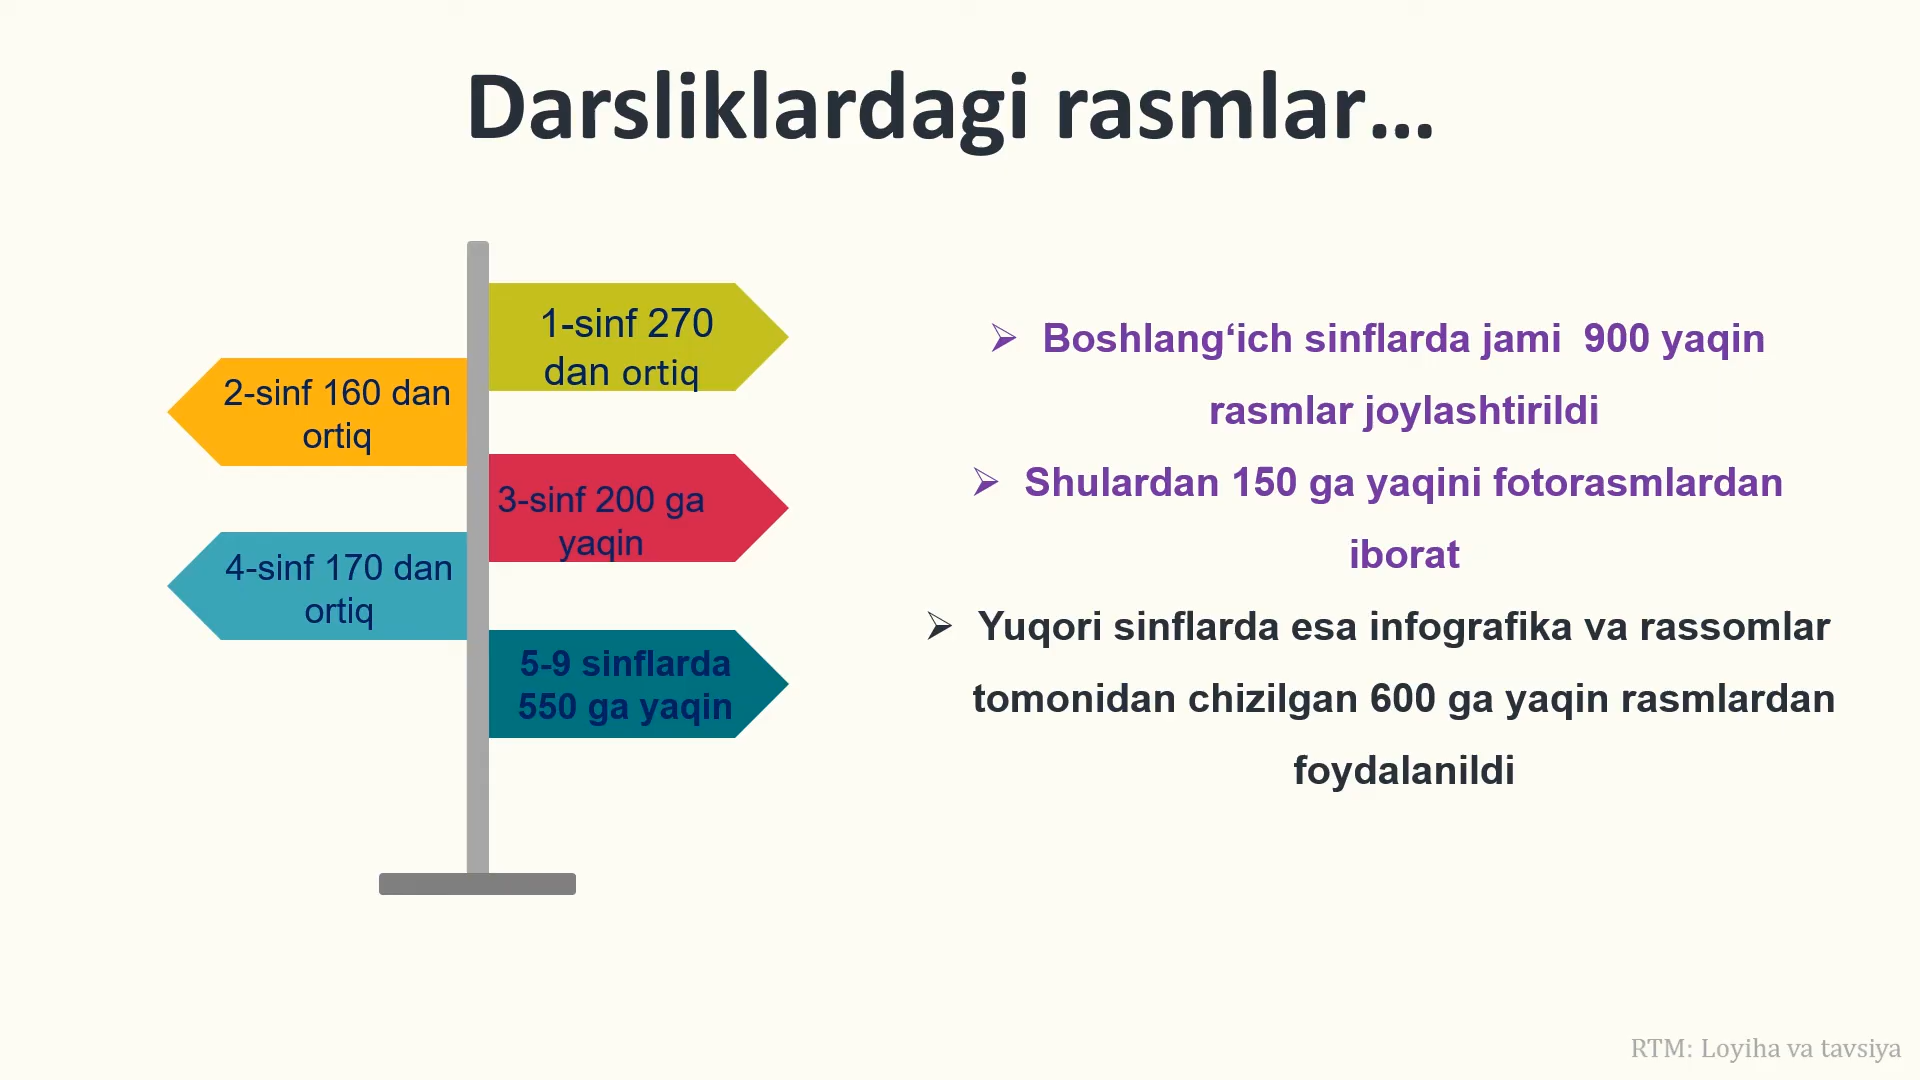 Darsliklardagi rasmlar...
1-sinf 270
dan ortiq
2-sinf 160 dan
ortiq
3-sinf 200 ga
yaqin
4-sinf 170 dan
ortiq
5-9 sinflarda
550 ga yaqin
➢ Boshlang‘ich sinflarda jami 900 yaqin
rasmlar joylashtirildi
➢ Shulardan 150 ga yaqini fotorasmlardan
iborat
➢ Yuqori sinflarda esa infografika va rassomlar
tomonidan chizilgan 600 ga yaqin rasmlardan
foydalanildi
RTM: Loyiha va tavsiya